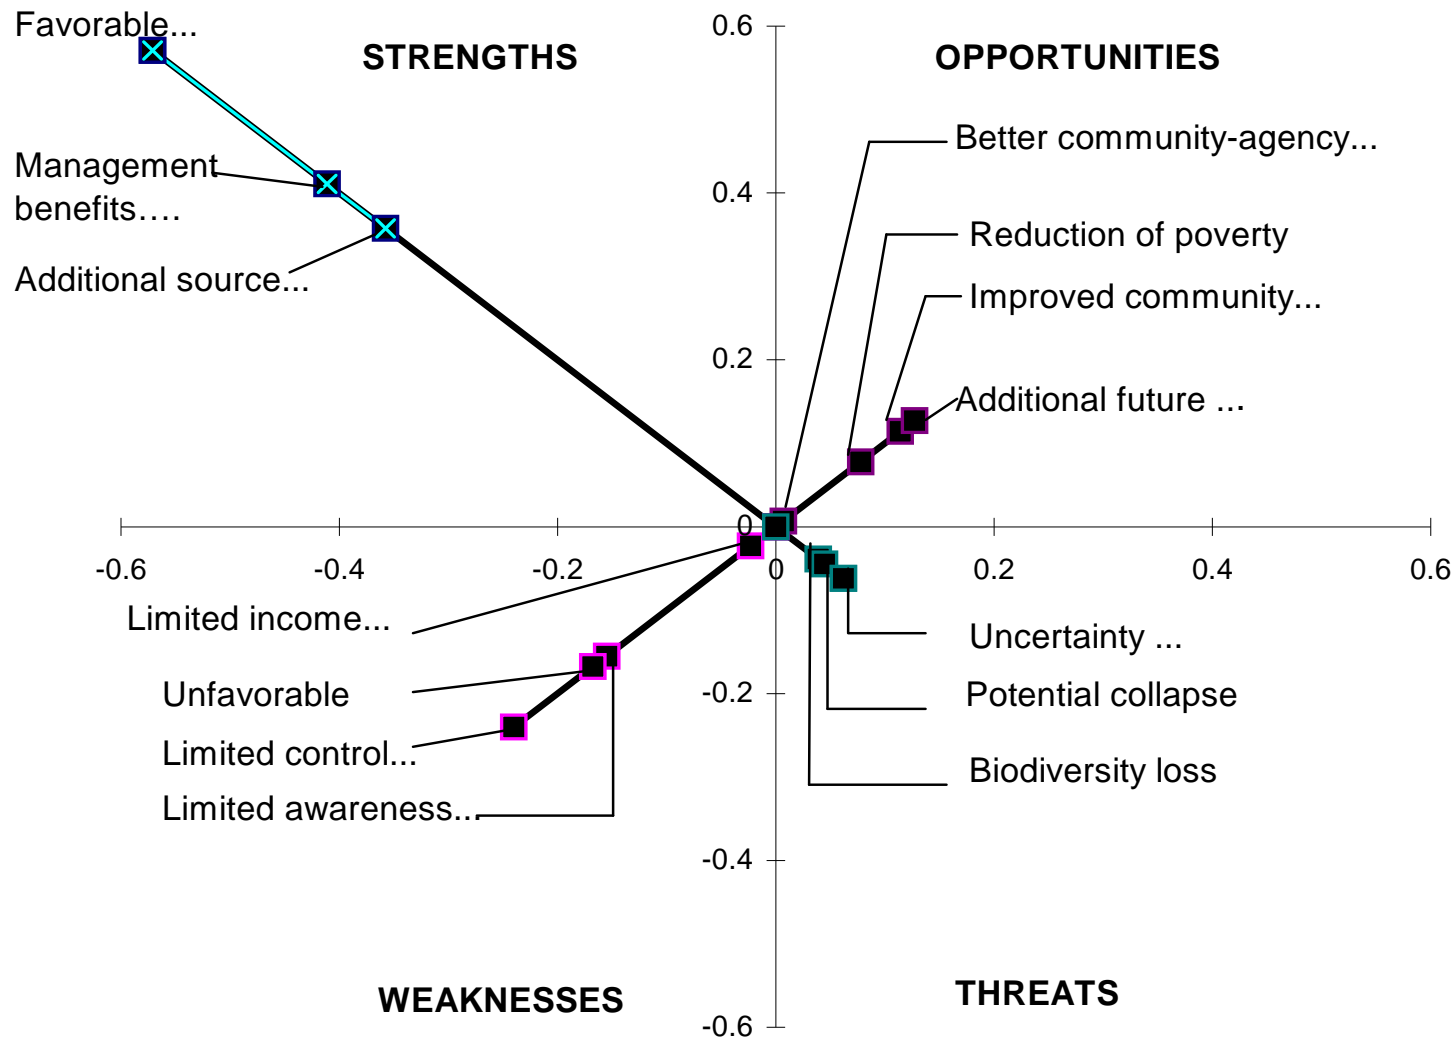 Favorable...
STRENGTHS
0.6
OPPORTUNITIES
Better community-agency...
Management
benefits....
0.4
Reduction of poverty
Additional source...
Improved community...
0.2
Additional future ...
0
-0.6
-0.4
-0.2
0
0.2
0.4
0.6
Limited income...
Uncertainty ...
Unfavorable
-0.2
Potential collapse
Limited control...
Biodiversity loss
Limited awareness...
-0.4
WEAKNESSES
THREATS
-0.6